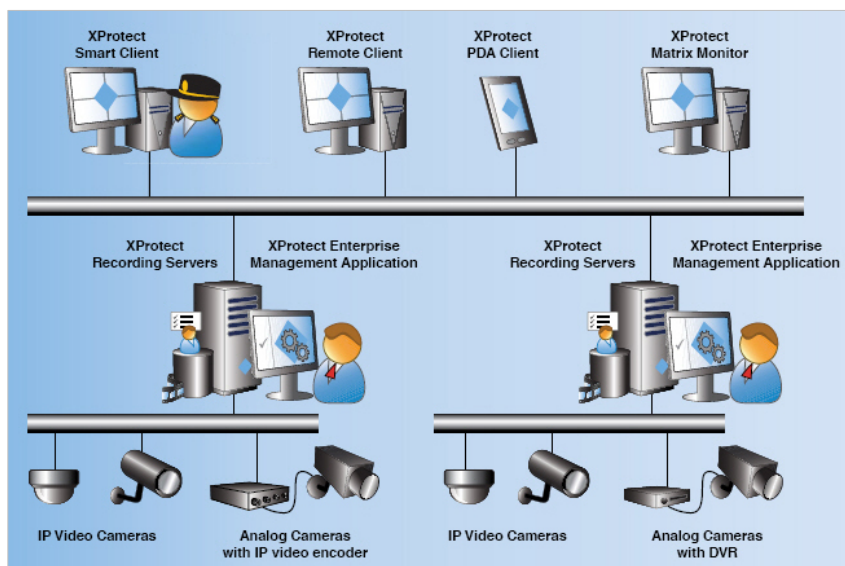 XProtect
Smart Client
XProtect
Remote Client
XProtect
PDA Client
XProtect
Matrix Monitor
XProtect
Recording Servers
XProtect Enterprise
Management Application
XProtect
Recording Servers
XProtect Enterprise
Management Application
IP Video Cameras
Analog Cameras
with IP video encoder
IP Video Cameras
Analog Cameras
with DVR